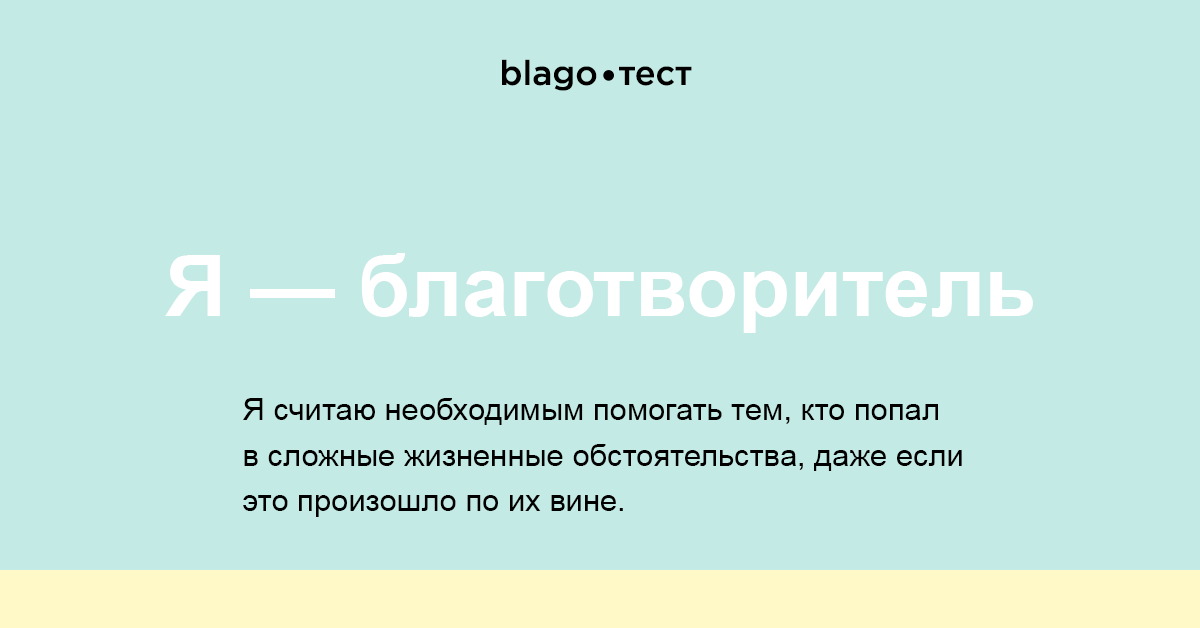 blago•тест
Я — благотворитель
Я считаю необходимым помогать тем, кто попал
в сложные жизненные обстоятельства, даже если
это произошло по их вине.